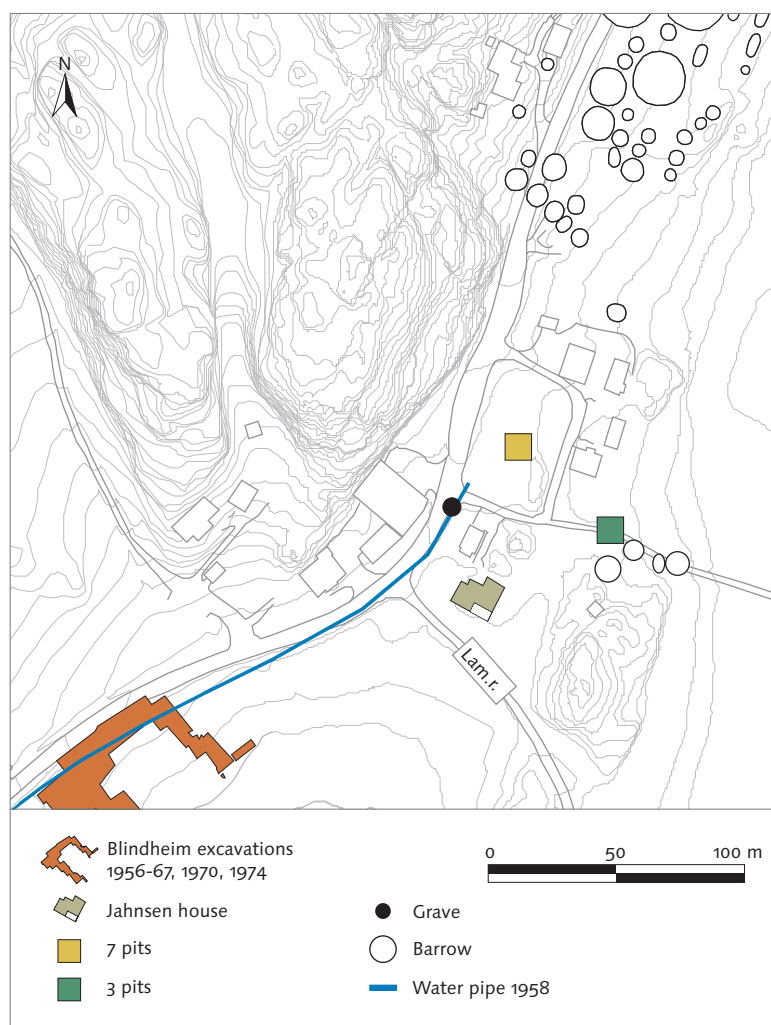 N
Lam.r.
Blindheim excavations
1956-67, 1970, 1974
Jahnsen house
7 pits
3 pits
0 50 100 m
Grave
Barrow
Water pipe 1958